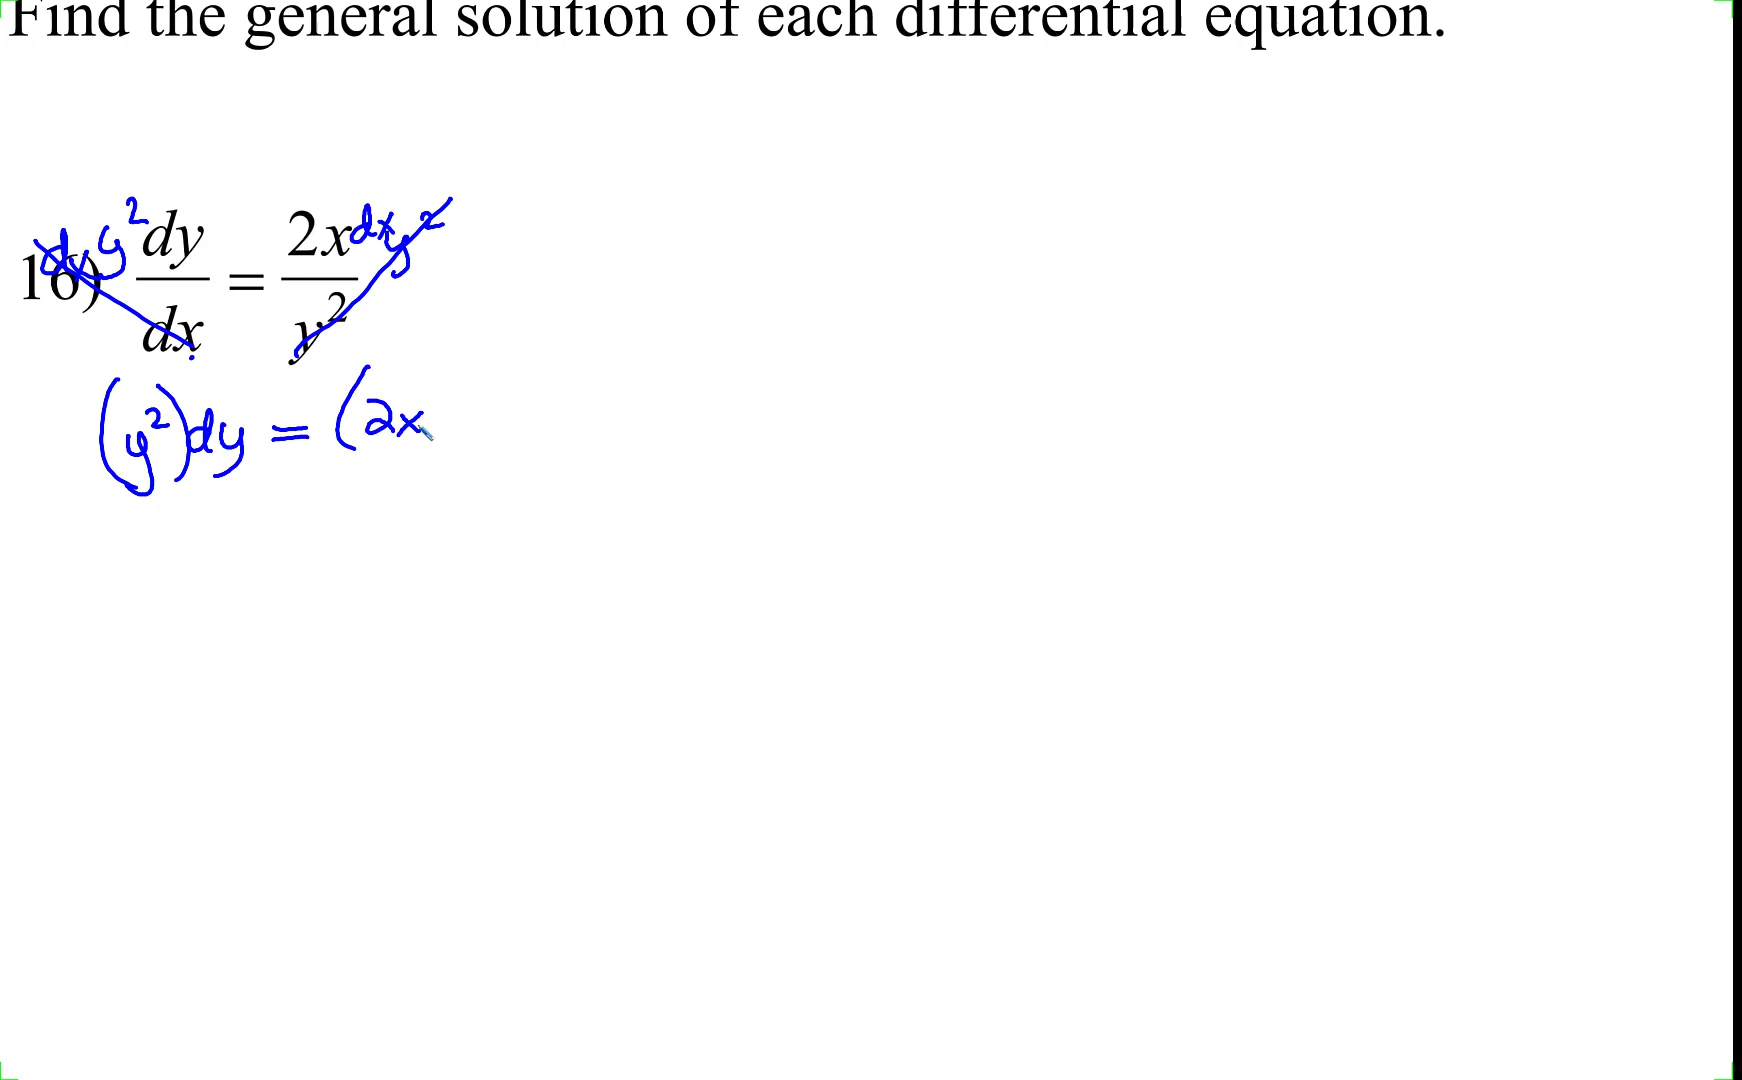 Find the general solution of each differential equation.
16) dx y² dy/dx = 2x/y² dx y²
(y²)dy = (2x